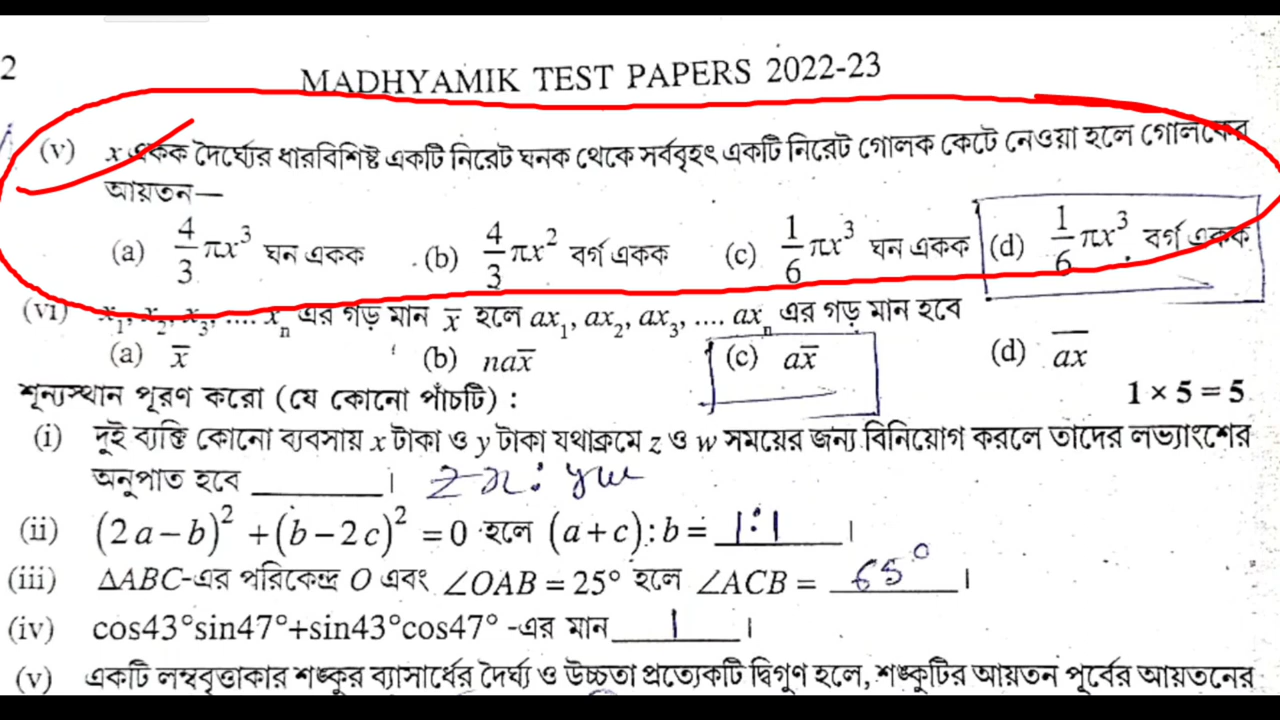 2
MADHYAMIK TEST PAPERS 2022-23
(v) x একক দৈর্ঘ্যের ধারবিশিষ্ট একটি নিরেট ঘনক থেকে সর্ববৃহৎ একটি নিরেট গোলক কেটে নেওয়া হলে গোলকের
আয়তন—
(a) 4/3 πx³ ঘন একক (b) 4/3 πx² বর্গ একক (c) 1/6 πx³ ঘন একক (d) 1/6 πx³ বর্গ একক
(vi) x₁, x₂, x₃, .... xₙ এর গড় মান x̅ হলে ax₁, ax₂, ax₃, .... axₙ এর গড় মান হবে
(a) x̅ (b) nax̅ (c) ax̅ (d) a̅x̅
শূন্যস্থান পূরণ করো (যে কোনো পাঁচটি) : 1 × 5 = 5
(i) দুই ব্যক্তি কোনো ব্যবসায় x টাকা ও y টাকা যথাক্রমে z ও w সময়ের জন্য বিনিয়োগ করলে তাদের লভ্যাংশের
অনুপাত হবে ______। zx : yw
(ii) (2a – b)² + (b – 2c)² = 0 হলে (a + c) : b = 1:1।
(iii) ΔABC-এর পরিকেন্দ্র O এবং ∠OAB = 25° হলে ∠ACB = 65°।
(iv) cos43°sin47°+sin43°cos47° -এর মান 1।
(v) একটি লম্ববৃত্তাকার শঙ্কুর ব্যাসার্ধের দৈর্ঘ্য ও উচ্চতা প্রত্যেকটি দ্বিগুণ হলে, শঙ্কুটির আয়তন পূর্বের আয়তনের